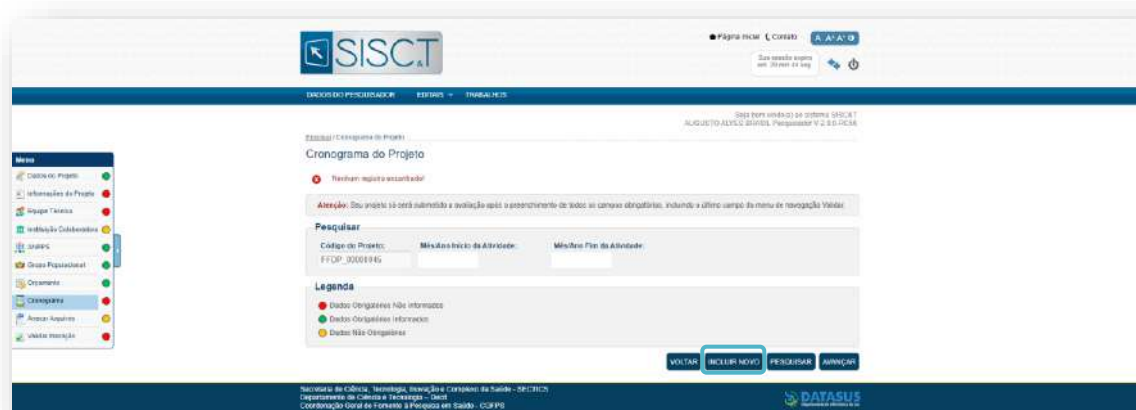 SISC&T
Página Inicial Contato A- A+ A+
Sua sessão expira
DADOS DO PESQUISADOR EDITAIS TRABALHOS
Seja bem vindo(a) ao sistema SISC&T
Principal / Cronograma do Projeto
Cronograma do Projeto
Nenhum registro encontrado!
Atenção: Seu projeto só será submetido a avaliação após o preenchimento de todos os campos obrigatórios, incluindo o último campo do menu de navegação Validar.
Menu
Dados do Projeto
Informações do Projeto
Equipe Técnica
Instituição Colaboradora
Grupo Populacional
Orçamento
Cronograma
Anexar Arquivos
Validar Inscrição
Pesquisar
Código do Projeto: Mês/Ano Início da Atividade: Mês/Ano Fim da Atividade:
Legenda
Dados Obrigatórios Não Informados
Dados Obrigatórios Informados
Dados Não Obrigatórios
VOLTAR INCLUIR NOVO PESQUISAR AVANÇAR
Secretaria de Ciência, Tecnologia, Inovação e Complexo da Saúde - SECTICS
Departamento de Ciência e Tecnologia - Decit
Coordenação Geral de Fomento à Pesquisa em Saúde - CGFPS
DATASUS